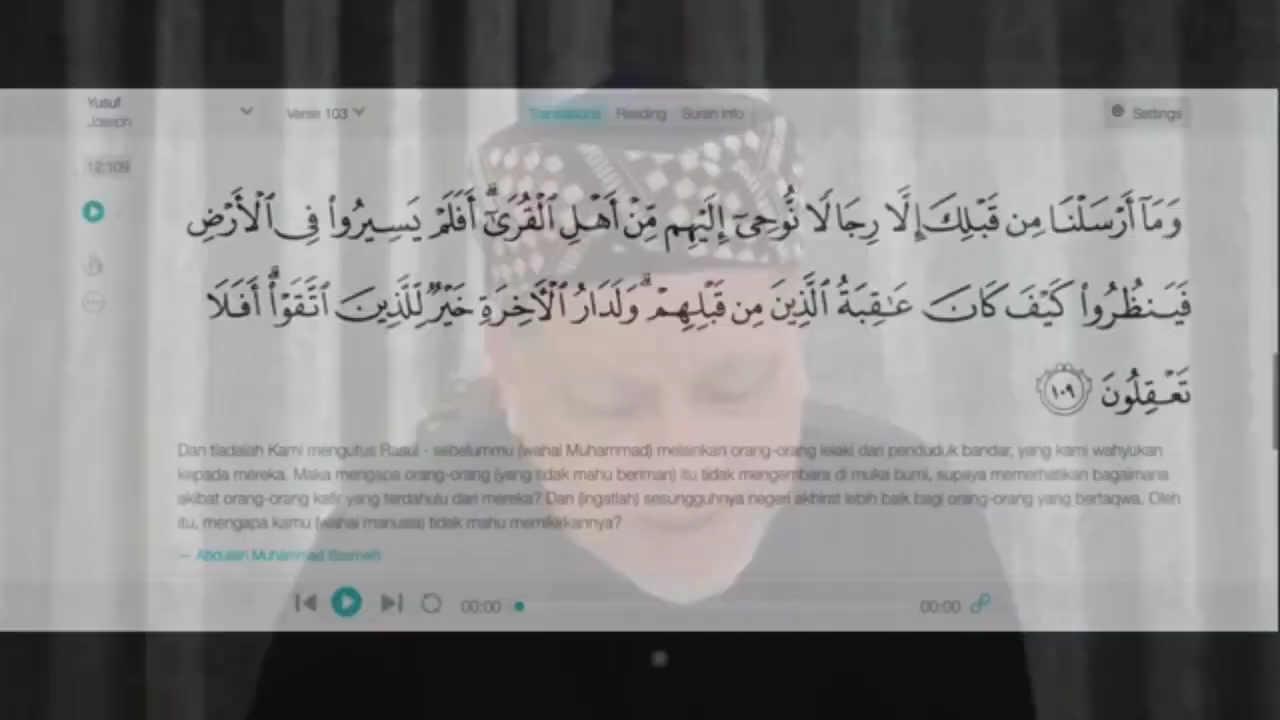 Yusuf
Joseph
Verse 103
Translations Reading Surah Info
Settings
12:109
وَمَآ أَرْسَلْنَا مِن قَبْلِكَ إِلَّا رِجَالًا نُّوحِىٓ إِلَيْهِم مِّنْ أَهْلِ ٱلْقُرَىٰٓ ۗ أَفَلَمْ يَسِيرُوا۟ فِى ٱلْأَرْضِ
فَيَنظُرُوا۟ كَيْفَ كَانَ عَـٰقِبَةُ ٱلَّذِينَ مِن قَبْلِهِمْ ۗ وَلَدَارُ ٱلْـَٔاخِرَةِ خَيْرٌ لِّلَّذِينَ ٱتَّقَوْا۟ ۗ أَفَلَا
تَعْقِلُونَ ١٠٩
Dan tiadalah Kami mengutus Rasul - sebelummu (wahai Muhammad) melainkan orang-orang lelaki dari penduduk bandar, yang kami wahyukan
kepada mereka. Maka mengapa orang-orang (yang tidak mahu beriman) itu tidak mengembara di muka bumi, supaya memerhatikan bagaimana
akibat orang-orang kafir yang terdahulu dari mereka? Dan (ingatlah) sesungguhnya negeri akhirat lebih baik bagi orang-orang yang bertaqwa. Oleh
itu, mengapa kamu (wahai manusia) tidak mahu memikirkannya?
— Abdullah Muhammad Basmeih
00:00 00:00